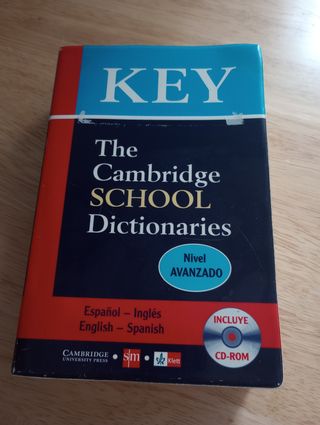 KEY
The
Cambridge
SCHOOL
Dictionaries
Nivel
AVANZADO
Español – Inglés
English – Spanish
INCLUYE
CD-ROM
CAMBRIDGE
UNIVERSITY PRESS
sm
Klett